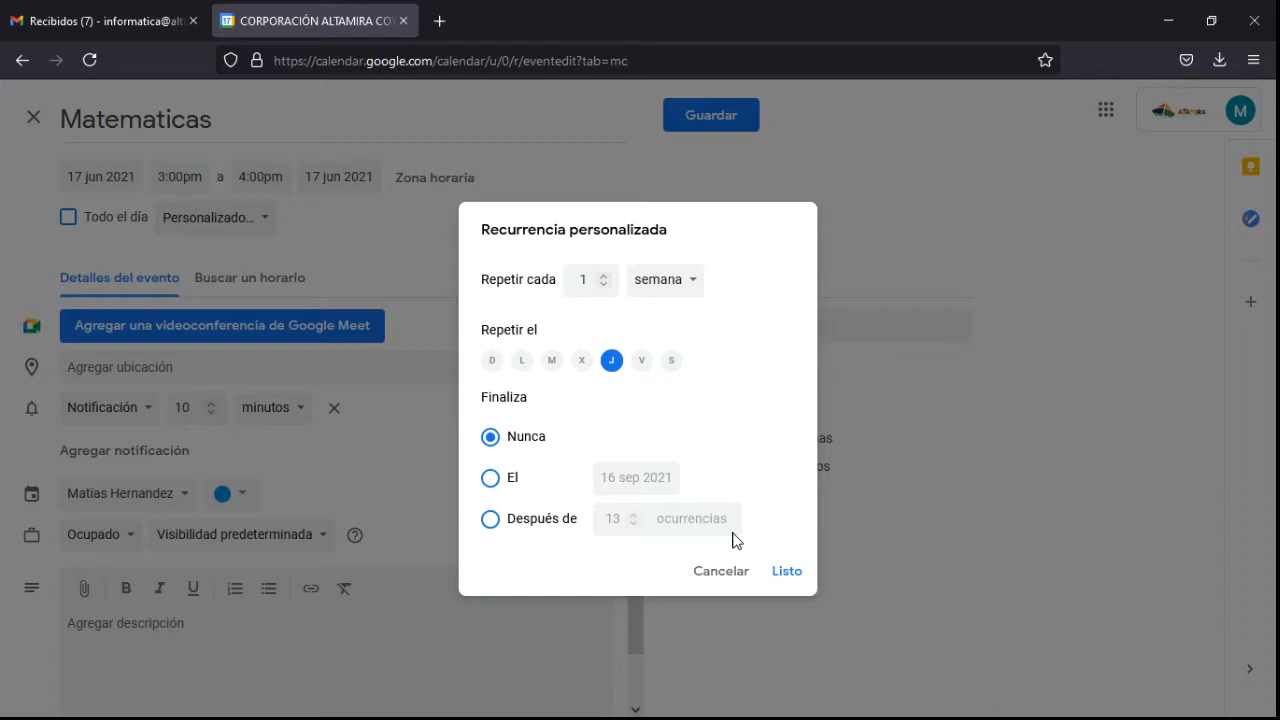 Recibidos (7) - informatica@alt
CORPORACIÓN ALTAMIRA CO
https://calendar.google.com/calendar/u/0/r/eventedit?tab=mc
Matematicas
Guardar
ALTAMIRA
M
17 jun 2021 3:00pm a 4:00pm 17 jun 2021 Zona horaria
Todo el día Personalizado...
Detalles del evento Buscar un horario
Agregar una videoconferencia de Google Meet
Agregar ubicación
Notificación 10 minutos
Agregar notificación
Matias Hernandez
Ocupado Visibilidad predeterminada
Agregar descripción
Recurrencia personalizada
Repetir cada 1 semana
Repetir el
D L M X J V S
Finaliza
Nunca
El 16 sep 2021
Después de 13 ocurrencias
Cancelar Listo